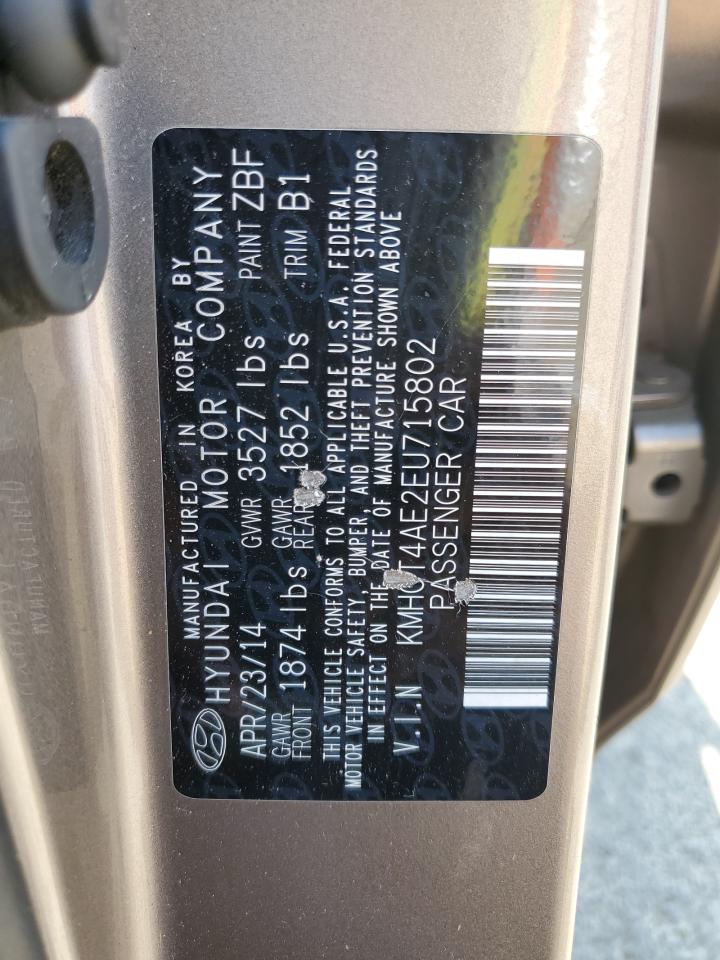 MANUFACTURED IN KOREA BY
HYUNDAI MOTOR COMPANY
APR/23/14 GVWR 3527 lbs PAINT ZBF
GAWR FRONT 1874 lbs GAWR REAR 1852 lbs TRIM B1
THIS VEHICLE CONFORMS TO ALL APPLICABLE U.S.A. FEDERAL
MOTOR VEHICLE SAFETY, BUMPER, AND THEFT PREVENTION STANDARDS
IN EFFECT ON THE DATE OF MANUFACTURE SHOWN ABOVE
V.I.N KMHCT4AE2EU715802
PASSENGER CAR